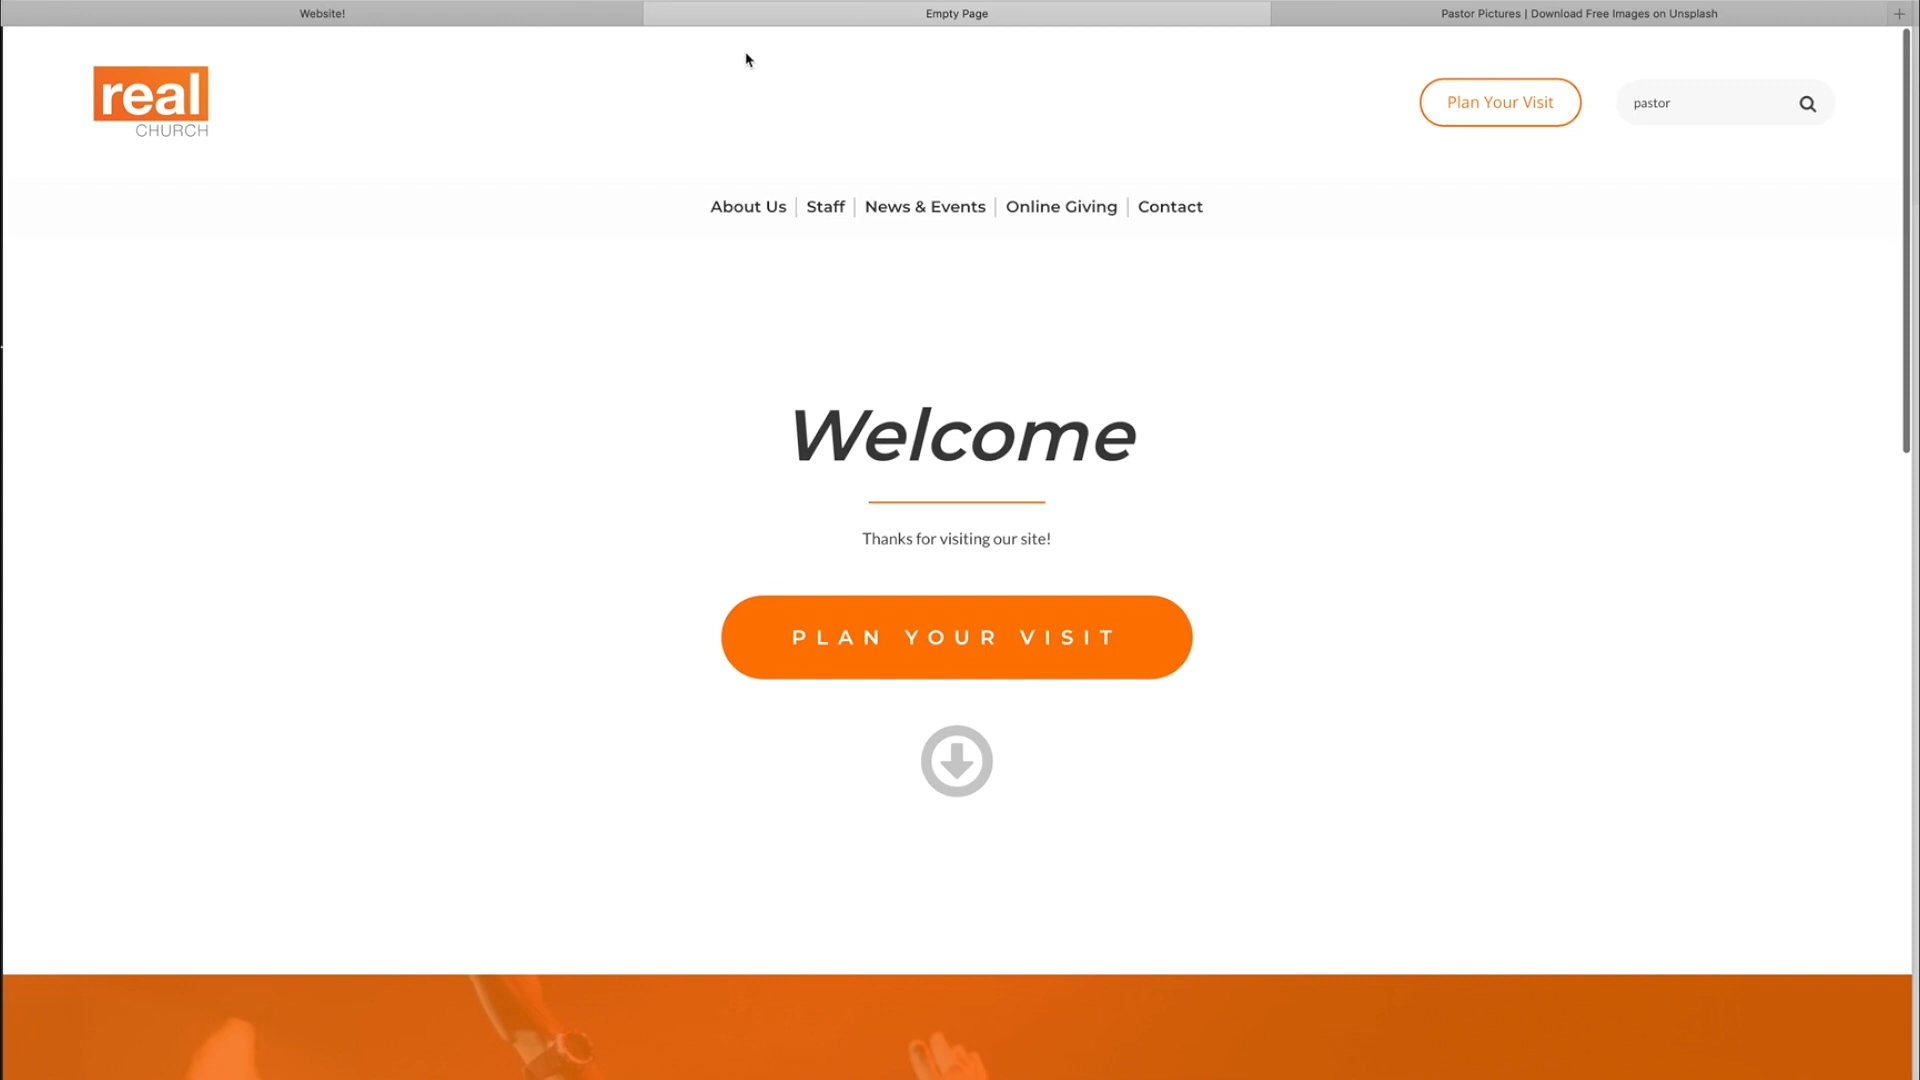 Website!
Empty Page
Pastor Pictures | Download Free Images on Unsplash
real
CHURCH
Plan Your Visit
pastor
About Us
Staff
News & Events
Online Giving
Contact
Welcome
Thanks for visiting our site!
PLAN YOUR VISIT